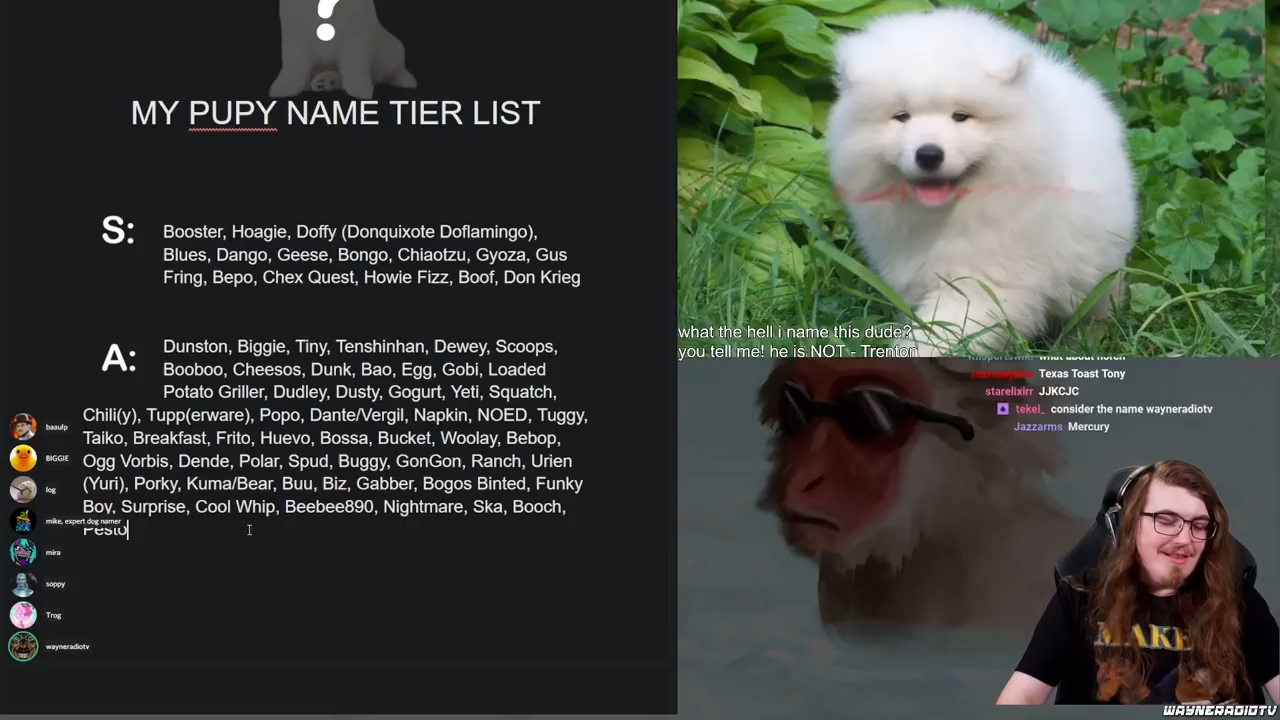 ?
MY PUPY NAME TIER LIST
S:
Booster, Hoagie, Doffy (Donquixote Doflamingo),
Blues, Dango, Geese, Bongo, Chiaotzu, Gyoza, Gus
Fring, Bepo, Chex Quest, Howie Fizz, Boof, Don Krieg
A:
Dunston, Biggie, Tiny, Tenshinhan, Dewey, Scoops,
Booboo, Cheesos, Dunk, Bao, Egg, Gobi, Loaded
Potato Griller, Dudley, Dusty, Gogurt, Yeti, Squatch,
Chili(y), Tupp(erware), Popo, Dante/Vergil, Napkin, NOED, Tuggy,
Taiko, Breakfast, Frito, Huevo, Bossa, Bucket, Woolay, Bebop,
Ogg Vorbis, Dende, Polar, Spud, Buggy, GonGon, Ranch, Urien
(Yuri), Porky, Kuma/Bear, Buu, Biz, Gabber, Bogos Binted, Funky
Boy, Surprise, Cool Whip, Beebee890, Nightmare, Ska, Booch,
Pesto
baaulp
BIGGIE
log
mike, expert dog namer
mira
soppy
Trog
wayneradiotv
what the hell i name this dude?
you tell me! he is NOT - Trenton
what about
Texas Toast Tony
starelixirr JJKCJC
tekel_ consider the name wayneradiotv
Jazzarms Mercury
MAKE
WAYNERADIOTV